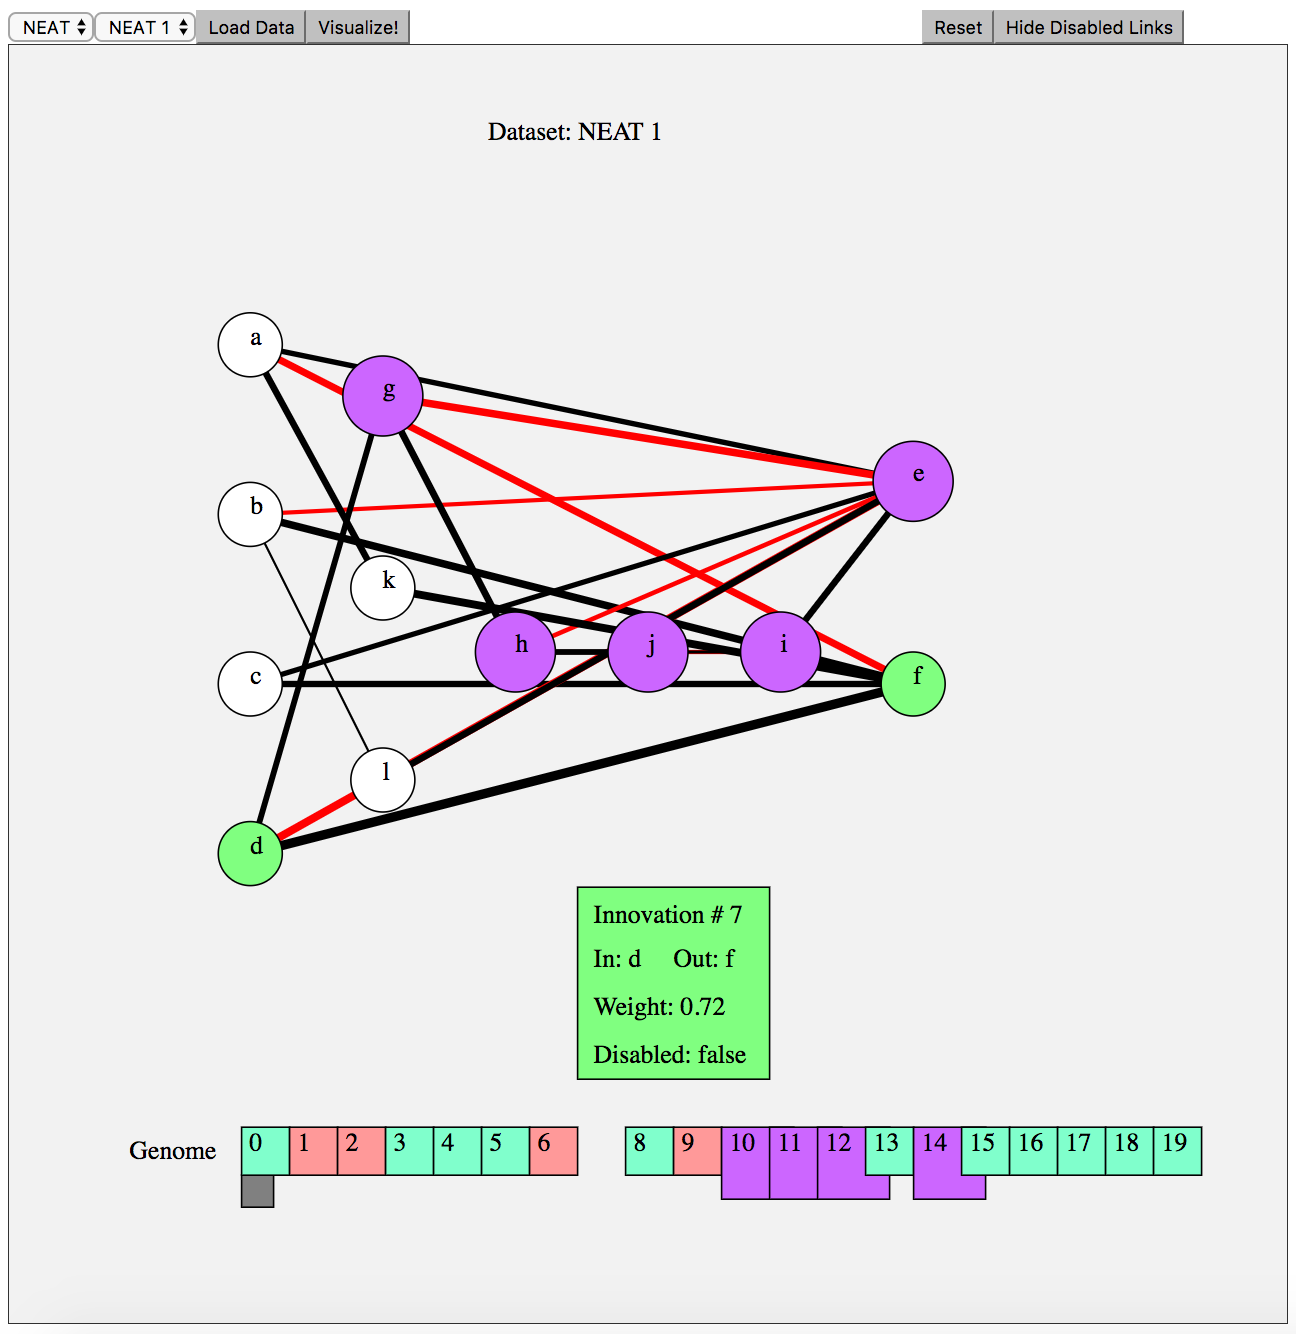 NEAT NEAT 1 Load Data Visualize! Reset Hide Disabled Links
Dataset: NEAT 1
a
g
e
b
k
h j i
c f
l
d
Innovation # 7
In: d Out: f
Weight: 0.72
Disabled: false
Genome 0 1 2 3 4 5 6 8 9 10 11 12 13 14 15 16 17 18 19